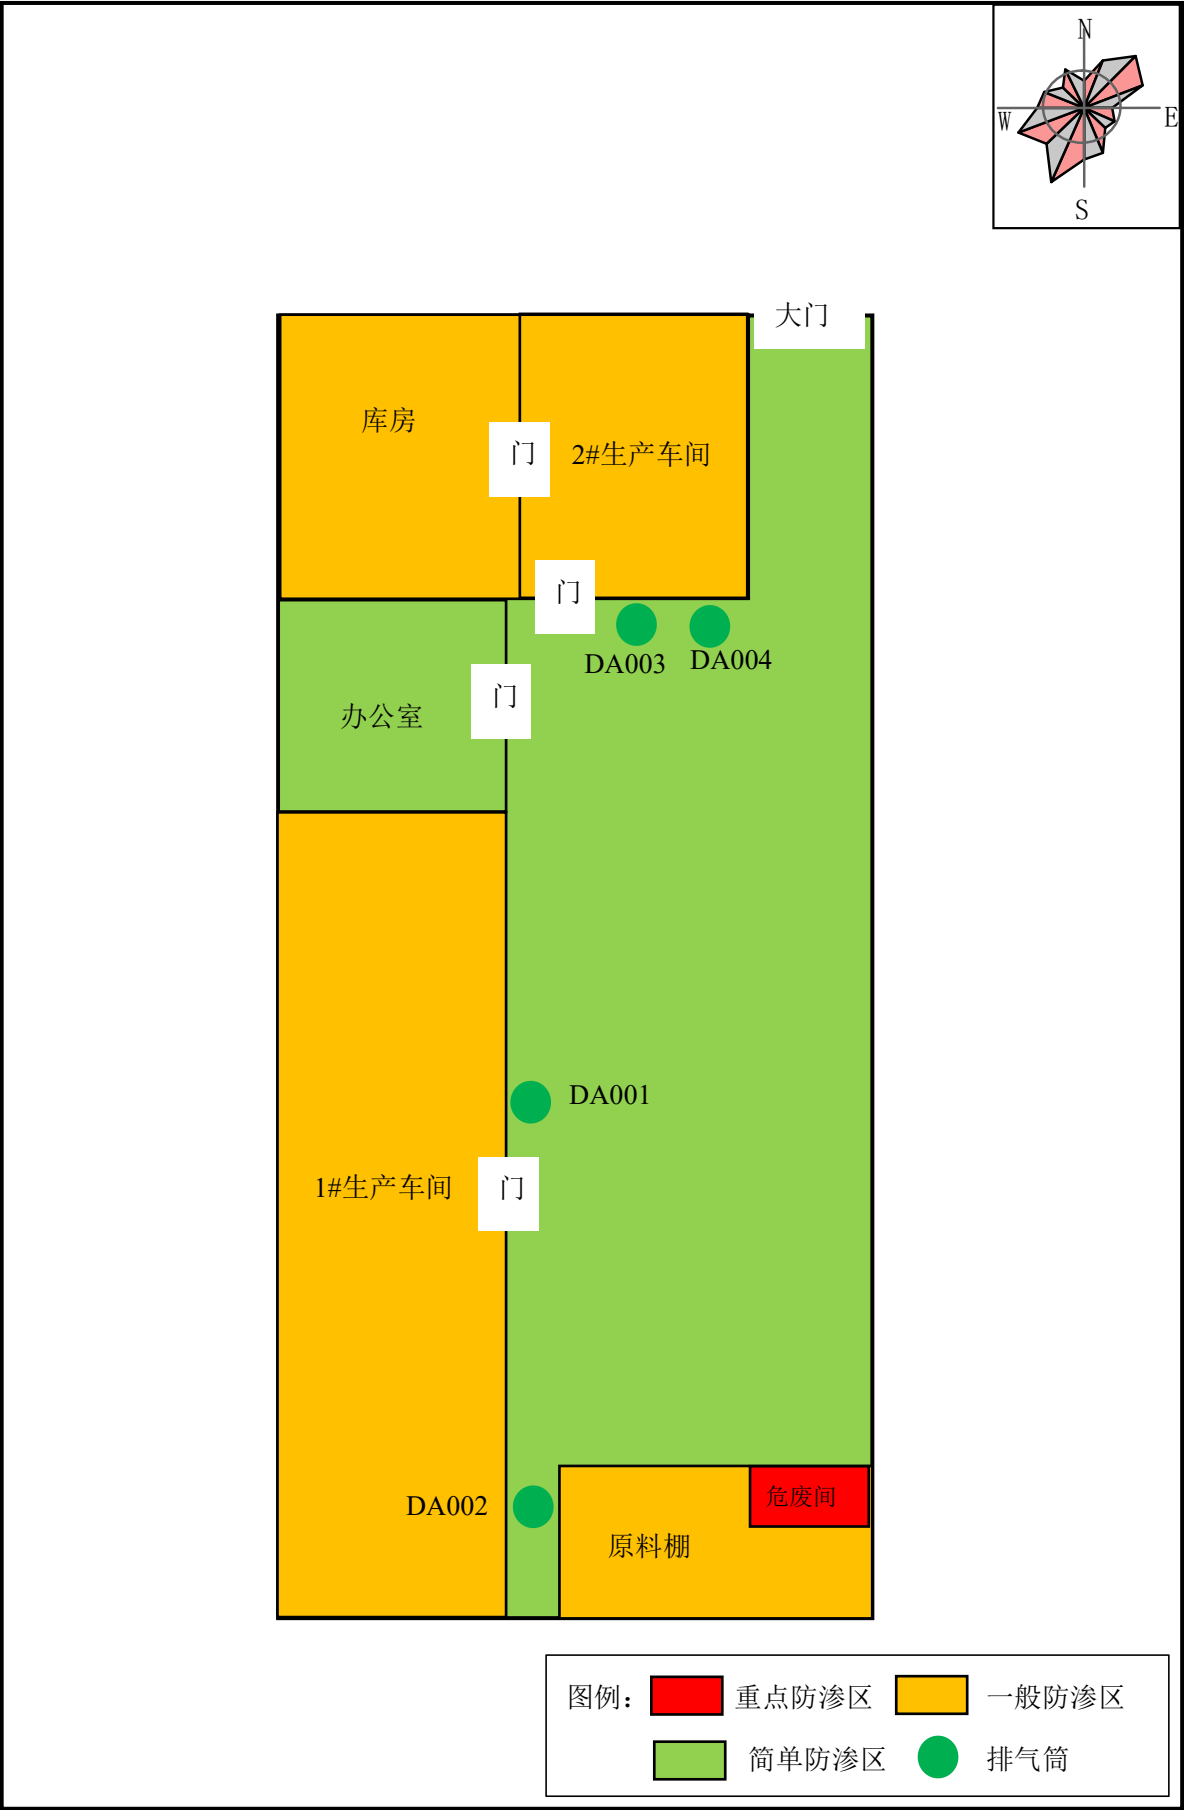 N
W
E
S
大门
库房
门
2#生产车间
门
DA003
DA004
门
办公室
DA001
1#生产车间
门
DA002
危废间
原料棚
图例：
重点防渗区
一般防渗区
简单防渗区
排气筒